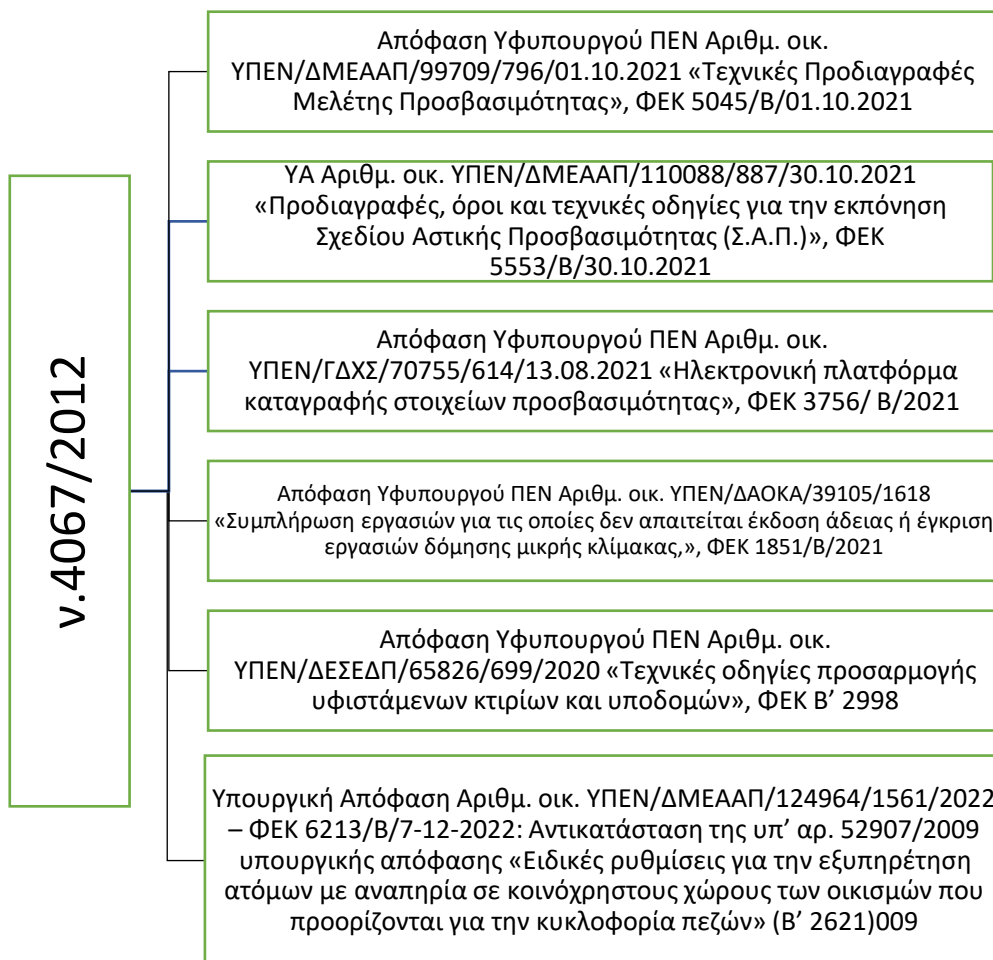 ν.4067/2012
Απόφαση Υφυπουργού ΠΕΝ Αριθμ. οικ.
ΥΠΕΝ/ΔΜΕΑΑΠ/99709/796/01.10.2021 «Τεχνικές Προδιαγραφές
Μελέτης Προσβασιμότητας», ΦΕΚ 5045/Β/01.10.2021
ΥΑ Αριθμ. οικ. ΥΠΕΝ/ΔΜΕΑΑΠ/110088/887/30.10.2021
«Προδιαγραφές, όροι και τεχνικές οδηγίες για την εκπόνηση
Σχεδίου Αστικής Προσβασιμότητας (Σ.Α.Π.)», ΦΕΚ
5553/Β/30.10.2021
Απόφαση Υφυπουργού ΠΕΝ Αριθμ. οικ.
ΥΠΕΝ/ΓΔΧΣ/70755/614/13.08.2021 «Ηλεκτρονική πλατφόρμα
καταγραφής στοιχείων προσβασιμότητας», ΦΕΚ 3756/ Β/2021
Απόφαση Υφυπουργού ΠΕΝ Αριθμ. οικ. ΥΠΕΝ/ΔΑΟΚΑ/39105/1618
«Συμπλήρωση εργασιών για τις οποίες δεν απαιτείται έκδοση άδειας ή έγκριση
εργασιών δόμησης μικρής κλίμακας,», ΦΕΚ 1851/Β/2021
Απόφαση Υφυπουργού ΠΕΝ Αριθμ. οικ.
ΥΠΕΝ/ΔΕΣΕΔΠ/65826/699/2020 «Τεχνικές οδηγίες προσαρμογής
υφιστάμενων κτιρίων και υποδομών», ΦΕΚ Β’ 2998
Υπουργική Απόφαση Αριθμ. οικ. ΥΠΕΝ/ΔΜΕΑΑΠ/124964/1561/2022
– ΦΕΚ 6213/Β/7-12-2022: Αντικατάσταση της υπ’ αρ. 52907/2009
υπουργικής απόφασης «Ειδικές ρυθμίσεις για την εξυπηρέτηση
ατόμων με αναπηρία σε κοινόχρηστους χώρους των οικισμών που
προορίζονται για την κυκλοφορία πεζών» (Β’ 2621)009